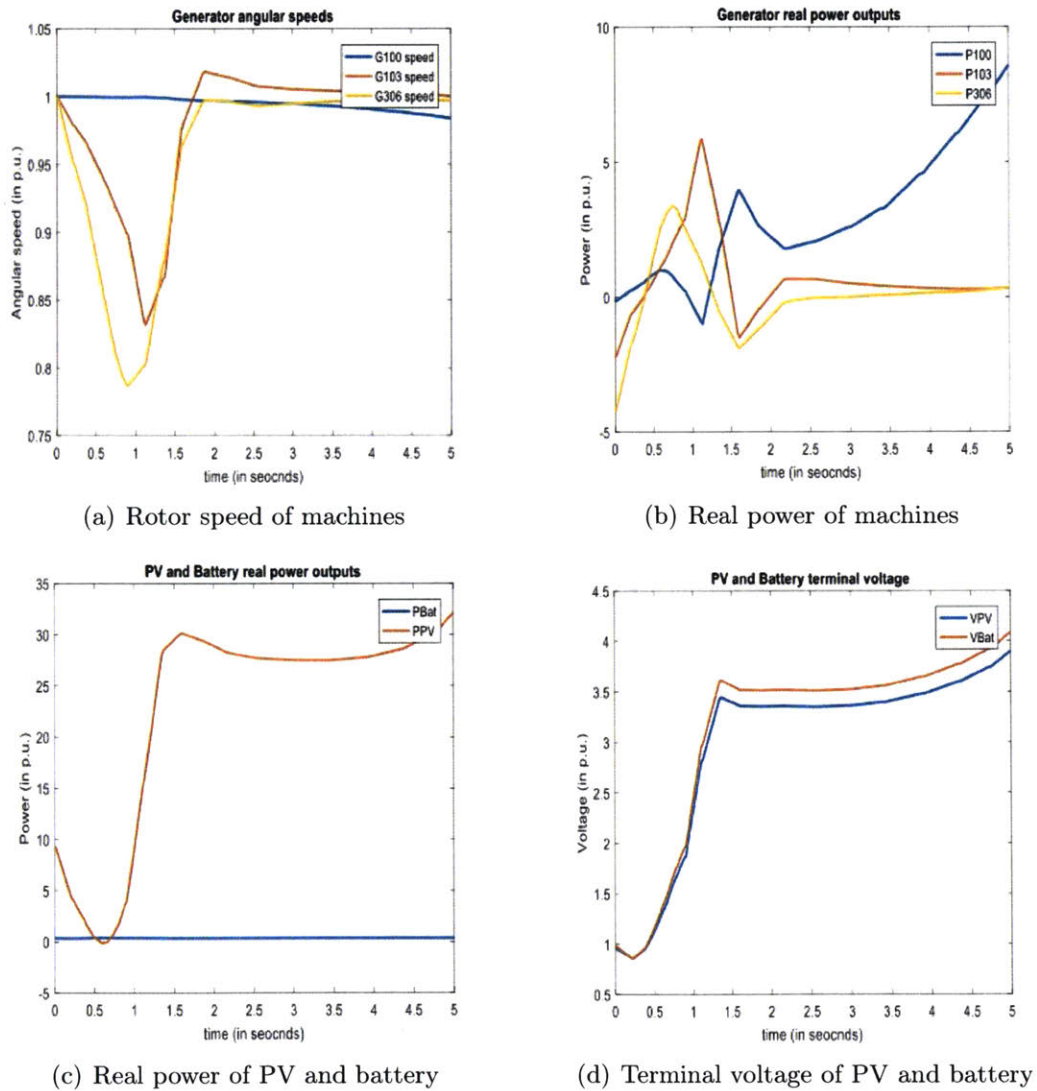 Generator angular speeds
1.05
1
0.95
0.9
0.85
0.8
0.75
Angular speed (in p.u.)
G100 speed
G103 speed
G306 speed
0 0.5 1 1.5 2 2.5 3 3.5 4 4.5 5
time (in seocnds)
(a) Rotor speed of machines
Generator real power outputs
10
5
0
-5
Power (in p.u.)
P100
P103
P306
0 0.5 1 1.5 2 2.5 3 3.5 4 4.5 5
time (in seocnds)
(b) Real power of machines
PV and Battery real power outputs
35
30
25
20
15
10
5
0
-5
Power (in p.u.)
PBat
PPV
0 0.5 1 1.5 2 2.5 3 3.5 4 4.5 5
time (in seocnds)
(c) Real power of PV and battery
PV and Battery terminal voltage
4.5
4
3.5
3
2.5
2
1.5
1
0.5
Voltage (in p.u.)
VPV
VBat
0 0.5 1 1.5 2 2.5 3 3.5 4 4.5 5
time (in seocnds)
(d) Terminal voltage of PV and battery